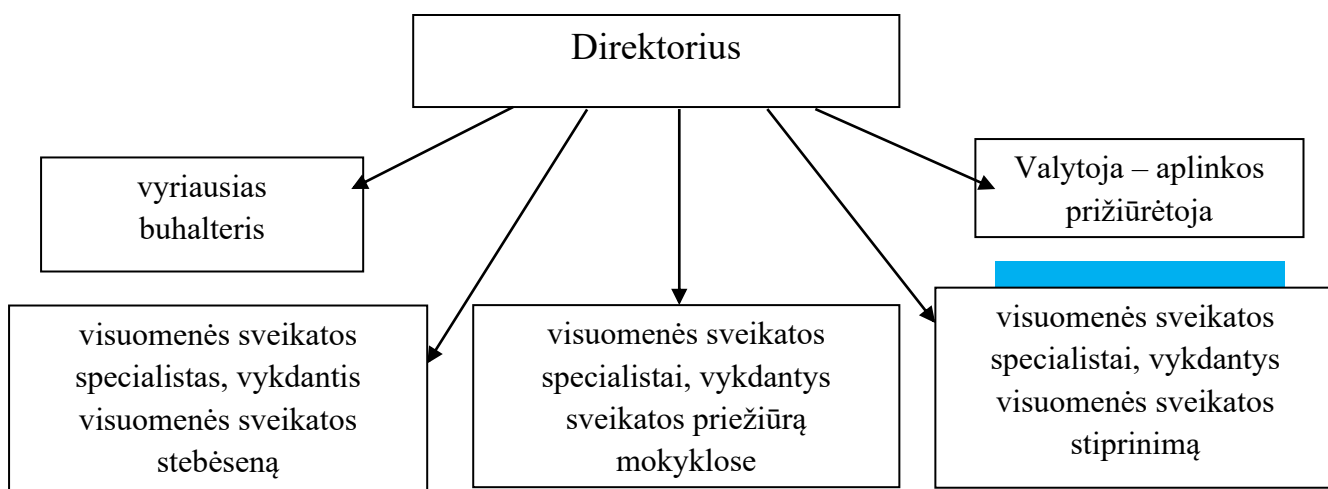 Direktorius
vyriausias
buhalteris
Valytoja – aplinkos
prižiūrėtoja
visuomenės sveikatos
specialistas, vykdantis
visuomenės sveikatos
stebėseną
visuomenės sveikatos
specialistai, vykdantys
sveikatos priežiūrą
mokyklose
visuomenės sveikatos
specialistai, vykdantys
visuomenės sveikatos
stiprinimą